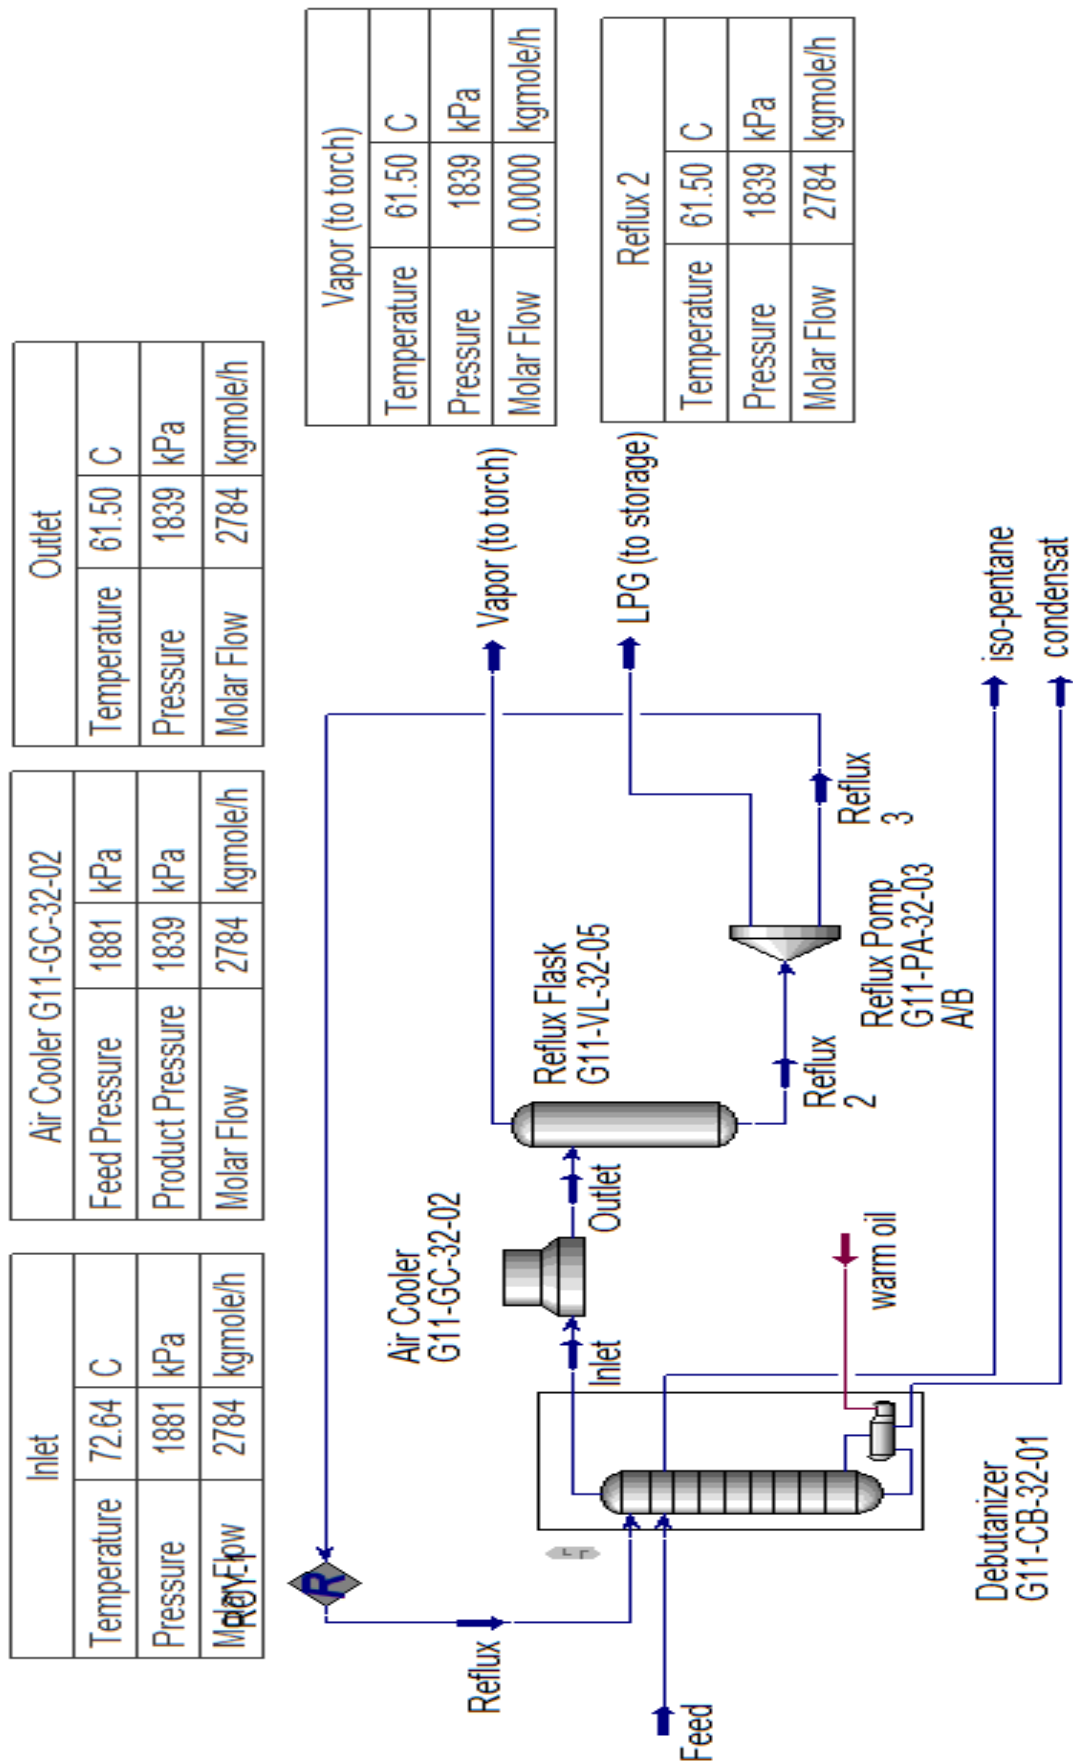 Inlet
Temperature 72.64 C
Pressure 1881 kPa
Molar Flow 2784 kgmole/h
RCY-1
Air Cooler G11-GC-32-02
Feed Pressure 1881 kPa
Product Pressure 1839 kPa
Molar Flow 2784 kgmole/h
Outlet
Temperature 61.50 C
Pressure 1839 kPa
Molar Flow 2784 kgmole/h
Vapor (to torch)
Temperature 61.50 C
Pressure 1839 kPa
Molar Flow 0.0000 kgmole/h
Reflux 2
Temperature 61.50 C
Pressure 1839 kPa
Molar Flow 2784 kgmole/h
R
Reflux
Feed
Air Cooler
G11-GC-32-02
Inlet
Outlet
Reflux Flask
G11-VL-32-05
Vapor (to torch)
LPG (to storage)
Reflux
2
Reflux Pomp
G11-PA-32-03
A/B
Reflux
3
warm oil
iso-pentane
condensat
Debutanizer
G11-CB-32-01